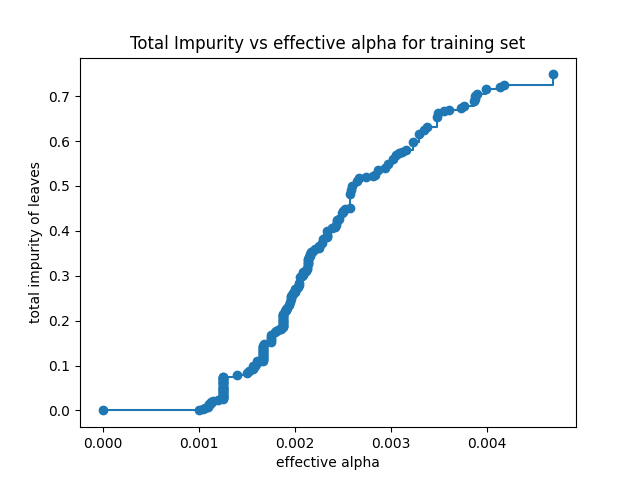 Total Impurity vs effective alpha for training set
total impurity of leaves
0.7
0.6
0.5
0.4
0.3
0.2
0.1
0.0
0.000 0.001 0.002 0.003 0.004
effective alpha